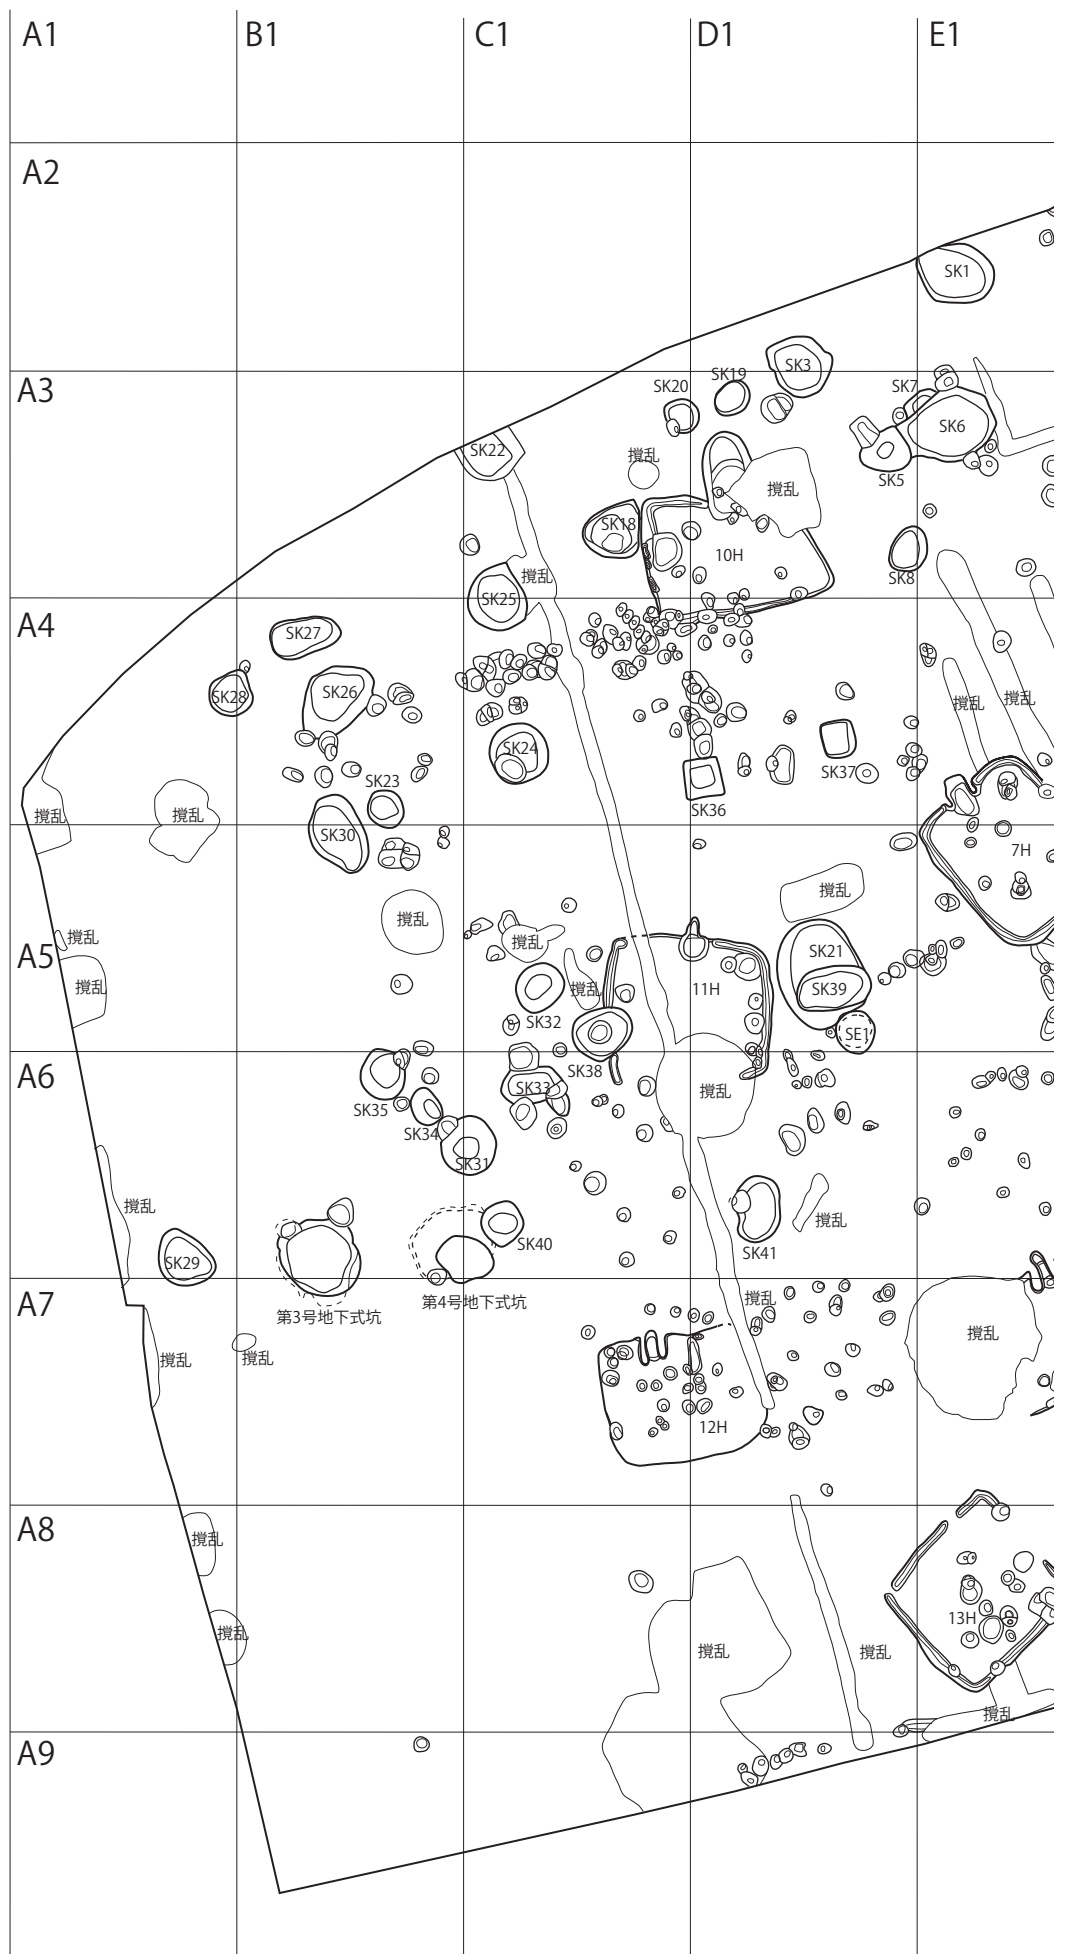 A1
B1
C1
D1
E1
A2
SK1
SK3
A3
SK20
SK19
SK7
SK6
SK22
撹乱
撹乱
SK5
SK18
10H
SK8
撹乱
SK25
A4
SK27
SK28
SK26
撹乱
撹乱
SK24
SK37
SK23
SK36
撹乱
撹乱
SK30
7H
撹乱
撹乱
撹乱
撹乱
A5
SK21
撹乱
撹乱
11H
SK39
SK32
SE1
A6
SK38
SK33
撹乱
SK35
SK34
SK31
撹乱
撹乱
SK40
SK41
SK29
A7
第3号地下式坑
第4号地下式坑
撹乱
撹乱
撹乱
撹乱
12H
A8
撹乱
13H
撹乱
撹乱
撹乱
撹乱
A9